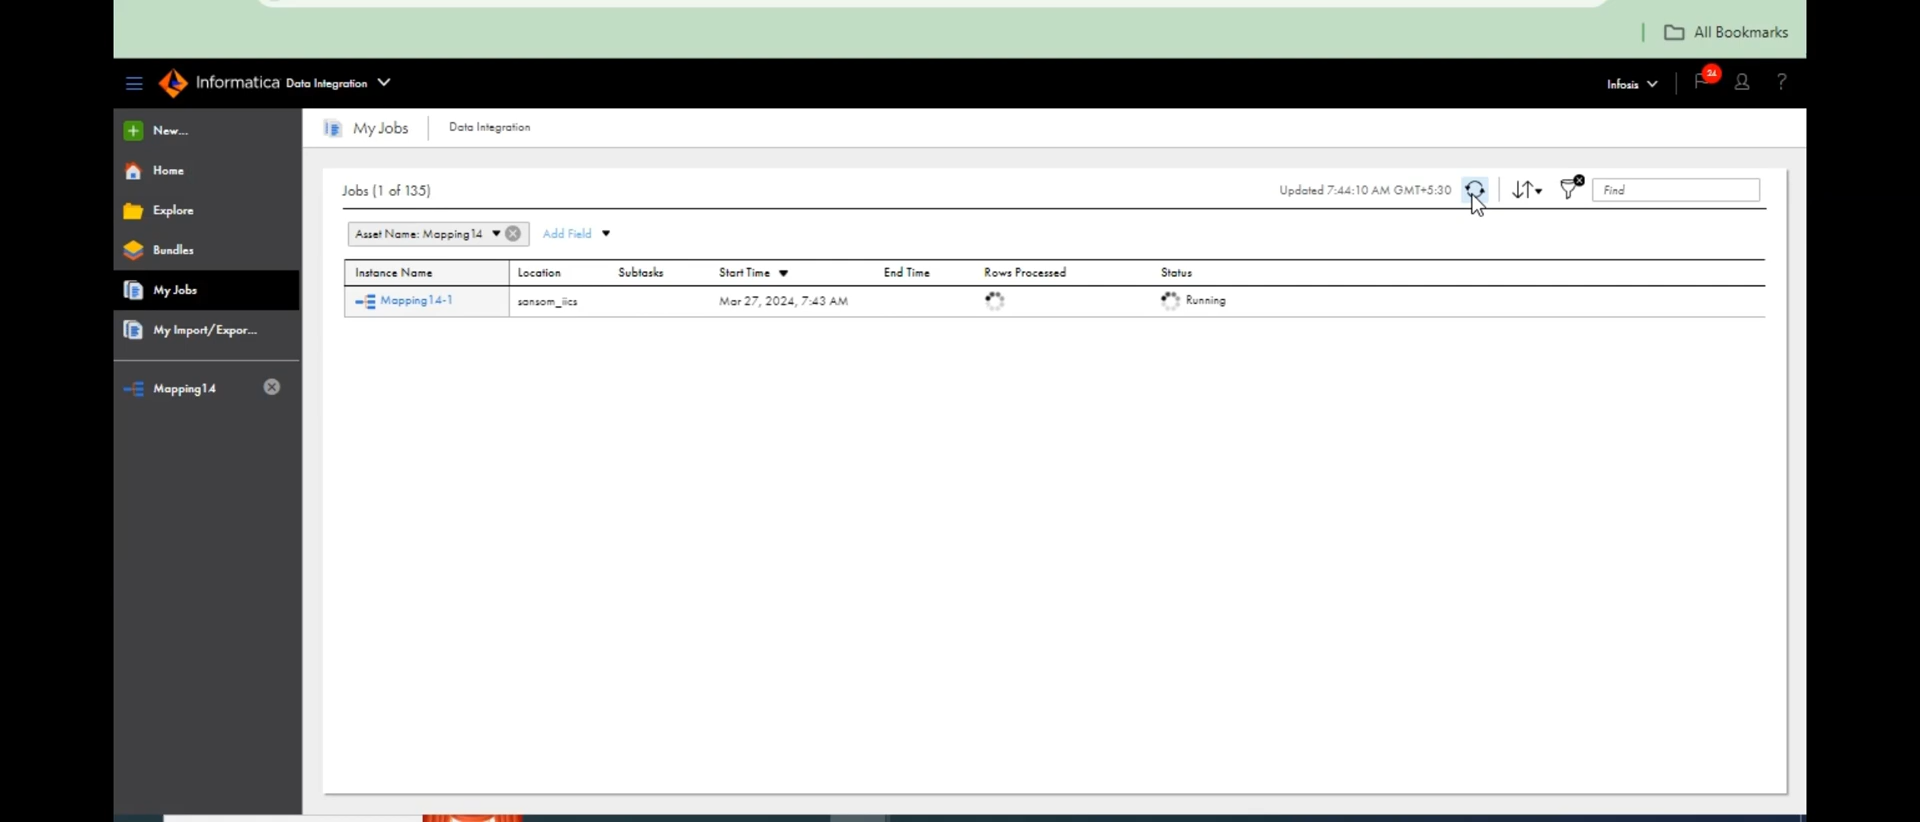 All Bookmarks
Informatica Data Integration
Infosis
24
?
New...
Home
Explore
Bundles
My Jobs
My Import/Expor...
Mapping14
My Jobs
Data Integration
Jobs (1 of 135)
Updated 7:44:10 AM GMT+5:30
Find
Asset Name: Mapping14
Add Field
Instance Name Location Subtasks Start Time End Time Rows Processed Status
Mapping14-1 sansom_iics Mar 27, 2024, 7:43 AM Running